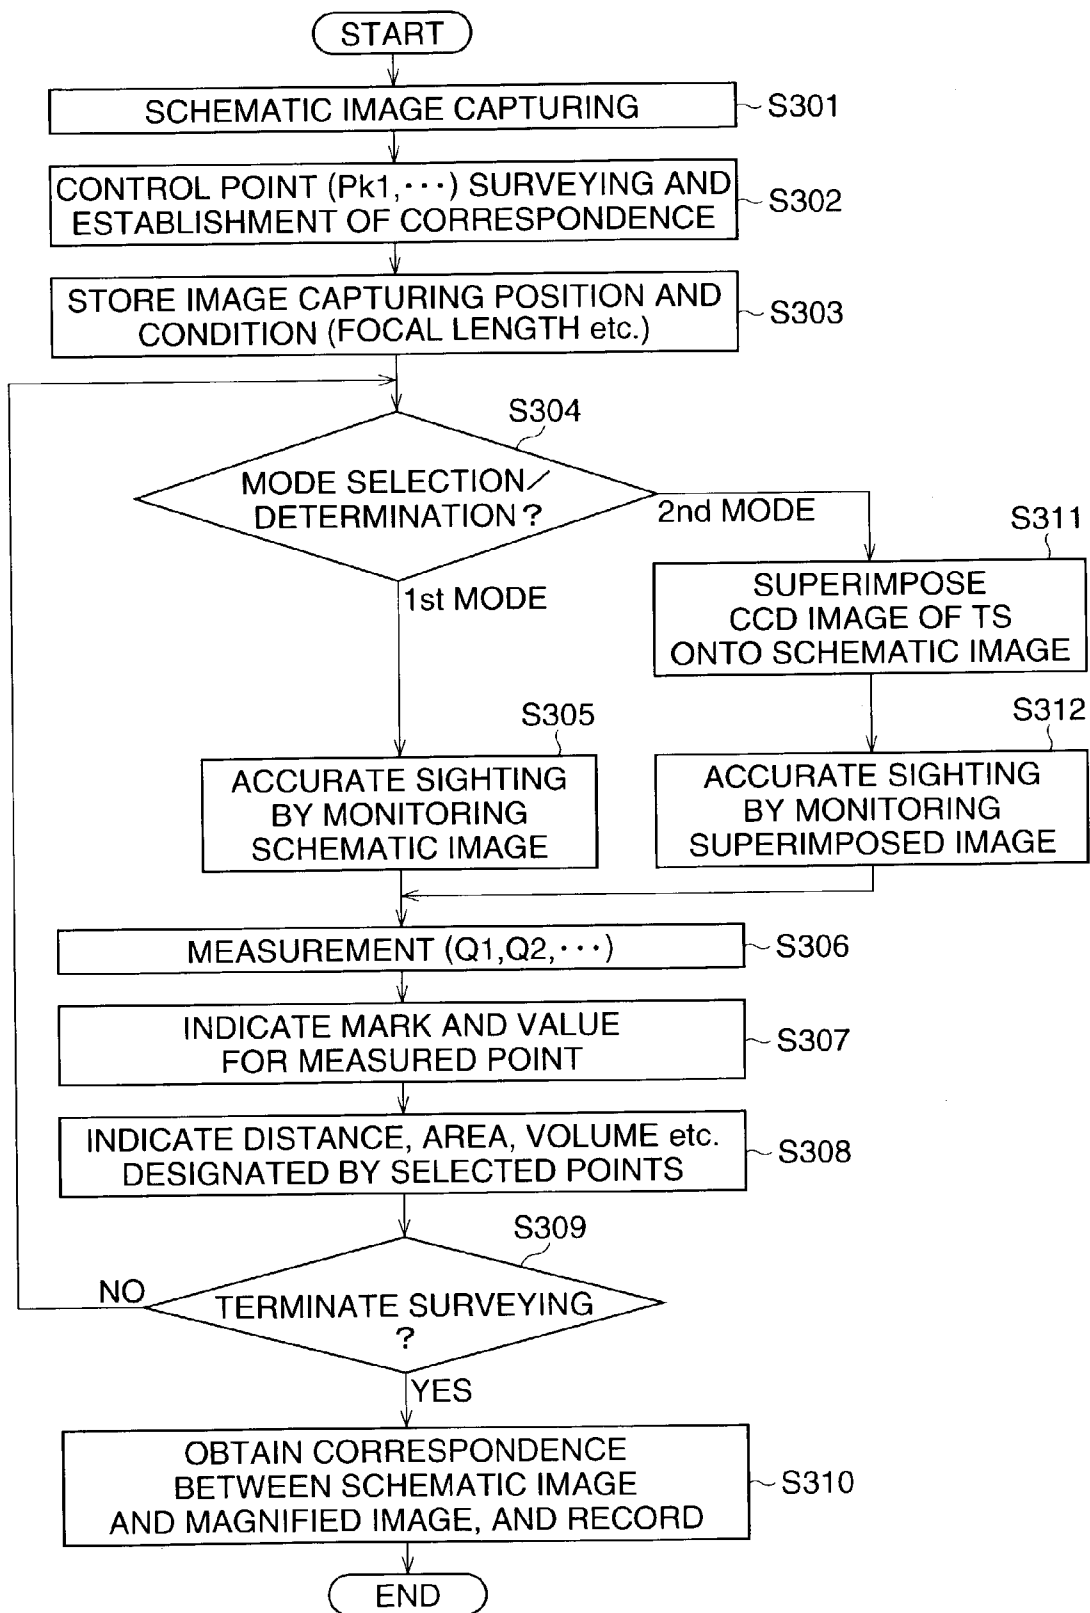 START
SCHEMATIC IMAGE CAPTURING
S301
CONTROL POINT (Pk1,···) SURVEYING AND
ESTABLISHMENT OF CORRESPONDENCE
S302
STORE IMAGE CAPTURING POSITION AND
CONDITION (FOCAL LENGTH etc.)
S303
S304
MODE SELECTION/
DETERMINATION?
2nd MODE
1st MODE
S311
SUPERIMPOSE
CCD IMAGE OF TS
ONTO SCHEMATIC IMAGE
S305
ACCURATE SIGHTING
BY MONITORING
SCHEMATIC IMAGE
S312
ACCURATE SIGHTING
BY MONITORING
SUPERIMPOSED IMAGE
MEASUREMENT (Q1,Q2,···)
S306
INDICATE MARK AND VALUE
FOR MEASURED POINT
S307
INDICATE DISTANCE, AREA, VOLUME etc.
DESIGNATED BY SELECTED POINTS
S308
S309
NO
TERMINATE SURVEYING
?
YES
OBTAIN CORRESPONDENCE
BETWEEN SCHEMATIC IMAGE
AND MAGNIFIED IMAGE, AND RECORD
S310
END